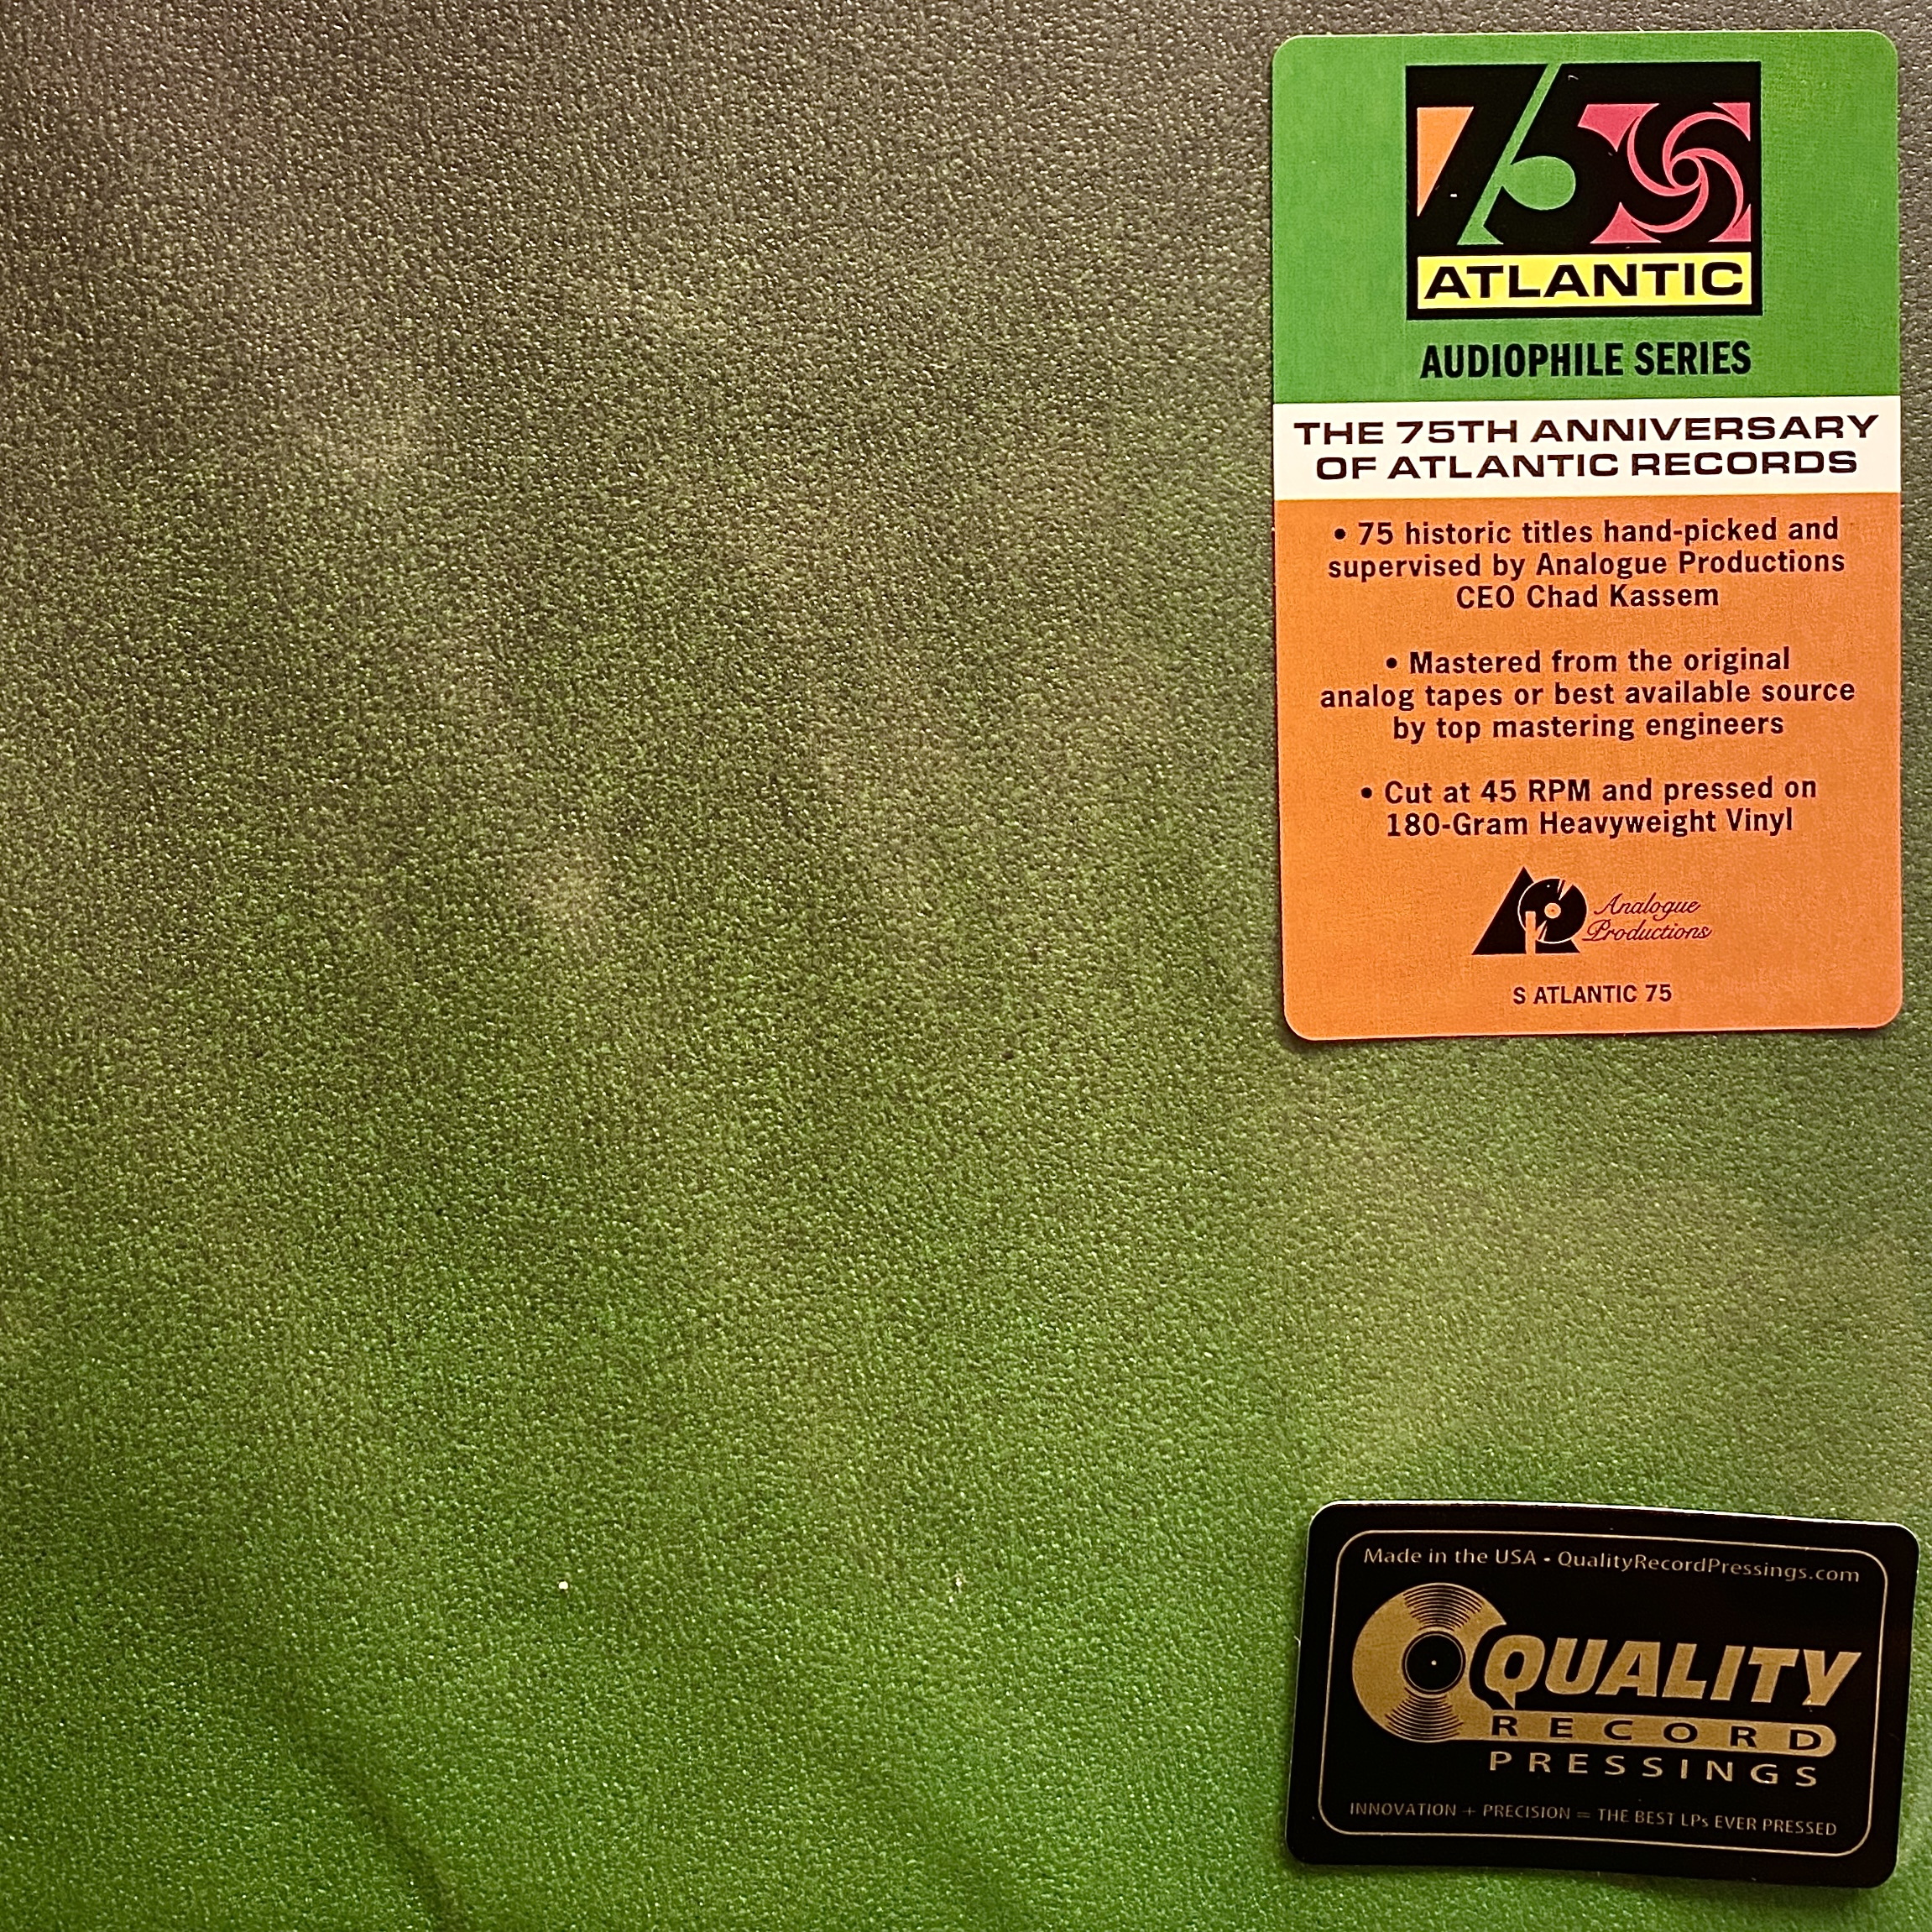 75
ATLANTIC
AUDIOPHILE SERIES
THE 75TH ANNIVERSARY
OF ATLANTIC RECORDS
• 75 historic titles hand-picked and
supervised by Analogue Productions
CEO Chad Kassem
• Mastered from the original
analog tapes or best available source
by top mastering engineers
• Cut at 45 RPM and pressed on
180-Gram Heavyweight Vinyl
AP
Analogue
Productions
S ATLANTIC 75
Made in the USA • QualityRecordPressings.com
QUALITY
RECORD
PRESSINGS
INNOVATION + PRECISION = THE BEST LPs EVER PRESSED